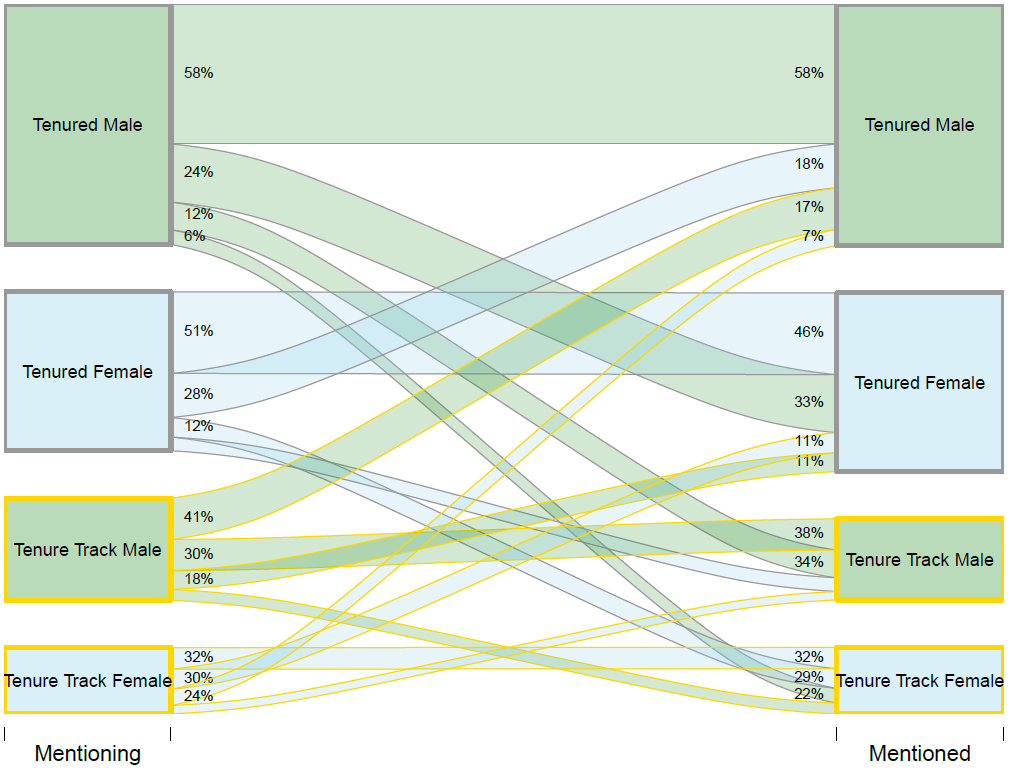 58%
58%
Tenured Male
Tenured Male
18%
24%
17%
12%
6%
7%
51%
46%
Tenured Female
Tenured Female
28%
33%
12%
11%
11%
41%
38%
Tenure Track Male
30%
34%
Tenure Track Male
18%
32%
32%
Tenure Track Female
30%
29%
Tenure Track Female
24%
22%
Mentioning
Mentioned